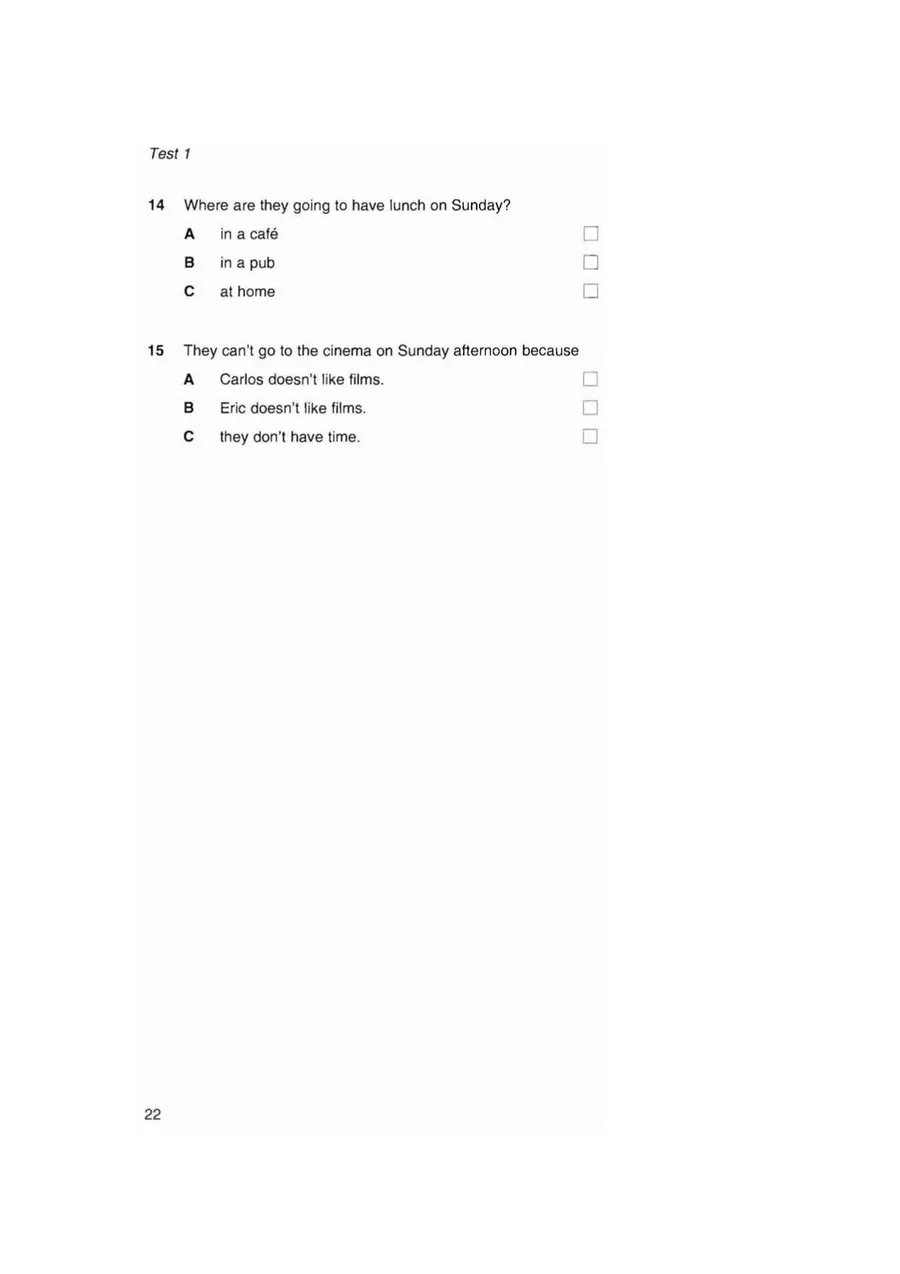 Test 1
14 Where are they going to have lunch on Sunday?
A in a café
B in a pub
C at home
15 They can't go to the cinema on Sunday afternoon because
A Carlos doesn't like films.
B Eric doesn't like films.
C they don't have time.
22